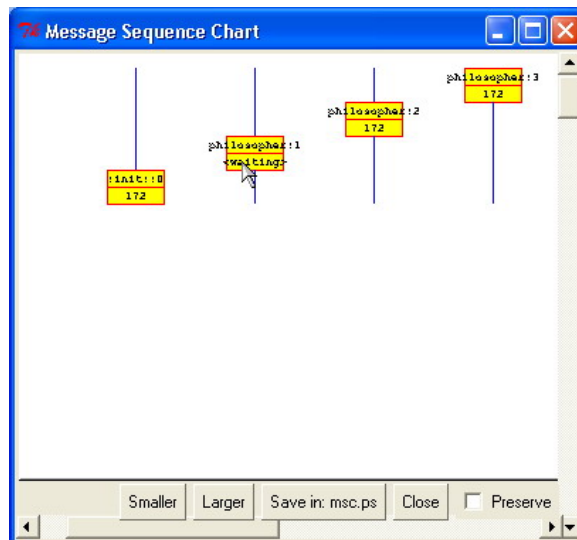 Message Sequence Chart
philosopher:3
172
philosopher:2
172
philosopher:1
<waiting>
:init::0
172
Smaller Larger Save in: msc.ps Close Preserve